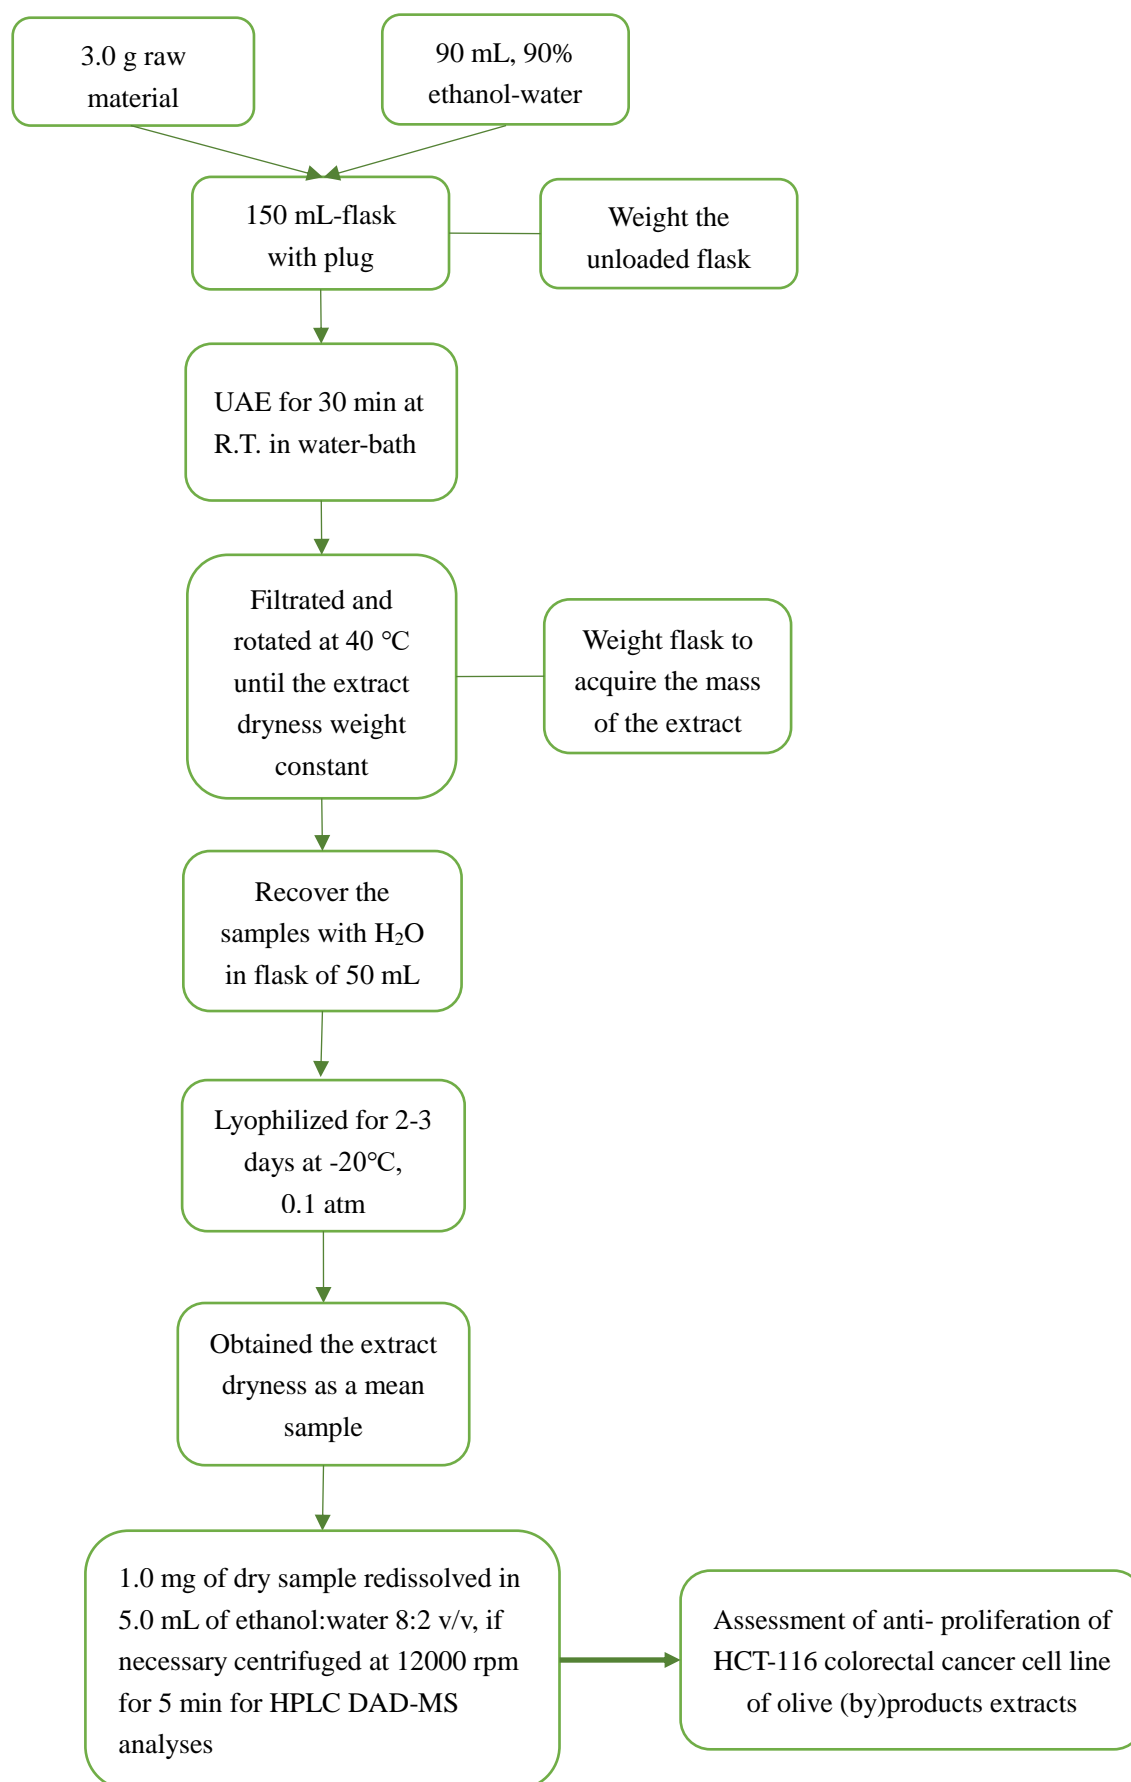 3.0 g raw
material
90 mL, 90%
ethanol-water
150 mL-flask
with plug
Weight the
unloaded flask
UAE for 30 min at
R.T. in water-bath
Filtrated and
rotated at 40 °C
until the extract
dryness weight
constant
Weight flask to
acquire the mass
of the extract
Recover the
samples with H₂O
in flask of 50 mL
Lyophilized for 2-3
days at -20°C,
0.1 atm
Obtained the extract
dryness as a mean
sample
1.0 mg of dry sample redissolved in
5.0 mL of ethanol:water 8:2 v/v, if
necessary centrifuged at 12000 rpm
for 5 min for HPLC DAD-MS
analyses
Assessment of anti- proliferation of
HCT-116 colorectal cancer cell line
of olive (by)products extracts